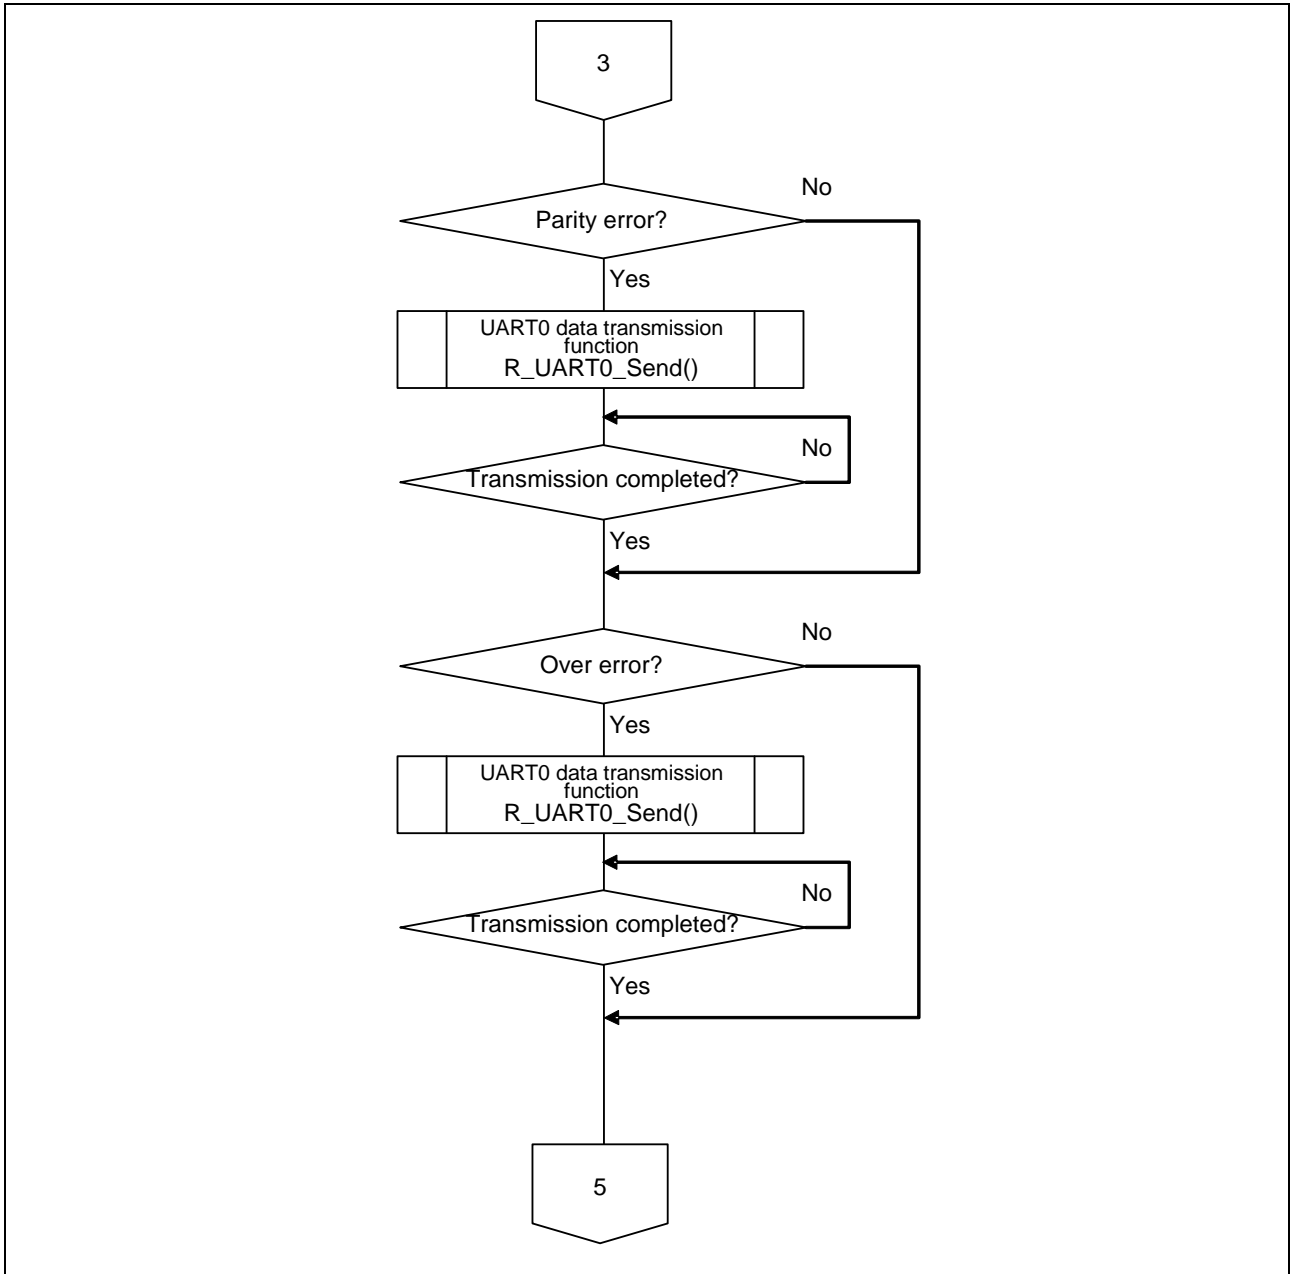 3
No
Parity error?
Yes
UART0 data transmission
function
R_UART0_Send()
No
Transmission completed?
Yes
No
Over error?
Yes
UART0 data transmission
function
R_UART0_Send()
No
Transmission completed?
Yes
5